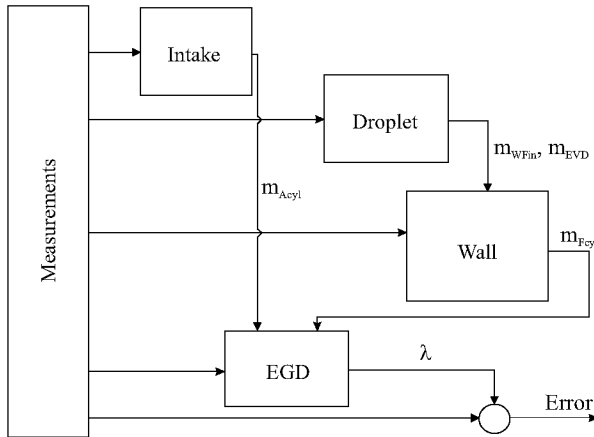 Intake
Droplet
m_WFin, m_EVD
m_Acyl
Measurements
Wall
m_Fcy
EGD
λ
Error